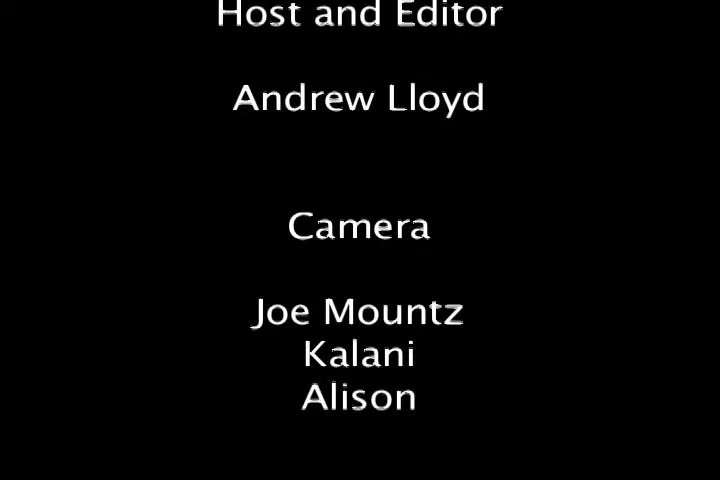 Host and Editor
Andrew Lloyd
Camera
Joe Mountz
Kalani
Alison